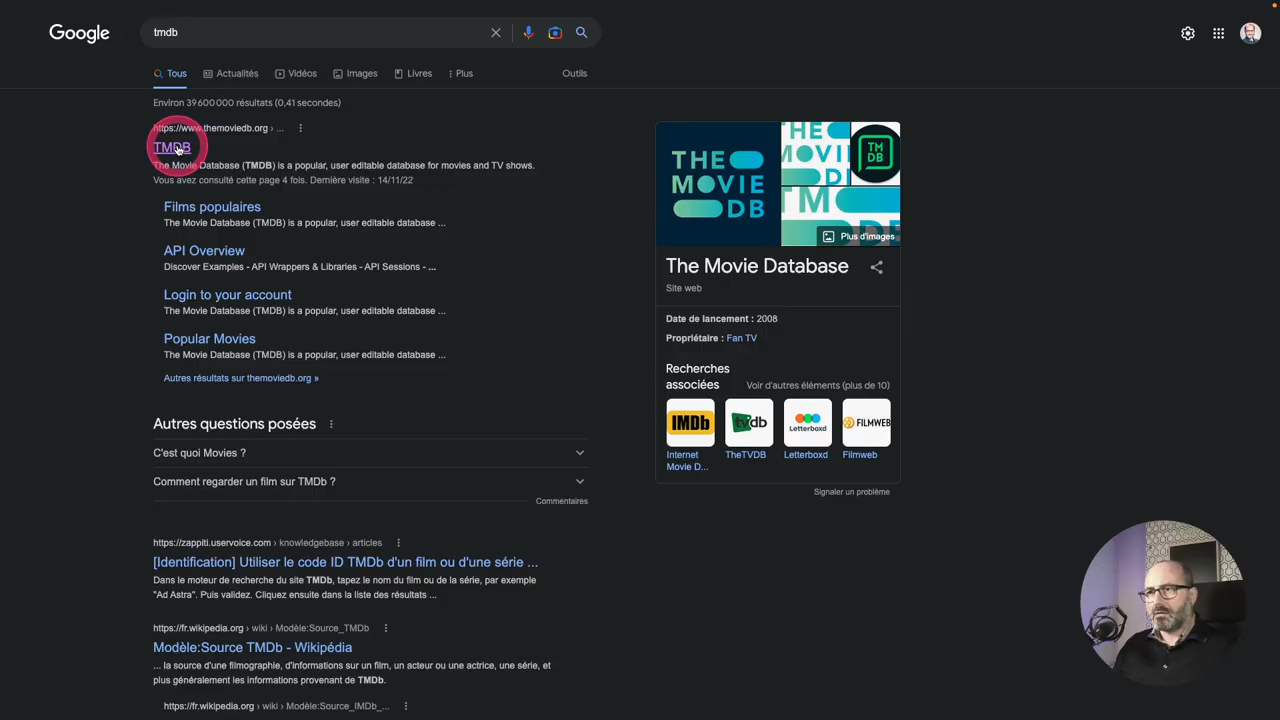 Google
tmdb
Tous
Actualités
Vidéos
Images
Livres
Plus
Outils
Environ 39 600 000 résultats (0,41 secondes)
https://www.themoviedb.org › ...
TMDB
The Movie Database (TMDB) is a popular, user editable database for movies and TV shows.
Vous avez consulté cette page 4 fois. Dernière visite : 14/11/22
Films populaires
The Movie Database (TMDB) is a popular, user editable database ...
API Overview
Discover Examples - API Wrappers & Libraries - API Sessions - ...
Login to your account
The Movie Database (TMDB) is a popular, user editable database ...
Popular Movies
The Movie Database (TMDB) is a popular, user editable database ...
Autres résultats sur themoviedb.org »
Autres questions posées
C'est quoi Movies ?
Comment regarder un film sur TMDb ?
Commentaires
https://zappiti.uservoice.com › knowledgebase › articles
[Identification] Utiliser le code ID TMDb d'un film ou d'une série ...
Dans le moteur de recherche du site TMDb, tapez le nom du film ou de la série, par exemple
"Ad Astra". Puis validez. Cliquez ensuite dans la liste des résultats ...
https://fr.wikipedia.org › wiki › Modèle:Source_TMDb
Modèle:Source TMDb - Wikipédia
... la source d'une filmographie, d'informations sur un film, un acteur ou une actrice, une série, et
plus généralement les informations provenant de TMDb.
https://fr.wikipedia.org › wiki › Modèle:Source_IMDb_...
THE
MOVIE
DB
THE
MOV
TM
DB
TM
DE
Plus d'images
The Movie Database
Site web
Date de lancement : 2008
Propriétaire : Fan TV
Recherches
associées
Voir d'autres éléments (plus de 10)
IMDb
tvdb
Letterboxd
FILMWEB
Internet
Movie D...
TheTVDB
Letterboxd
Filmweb
Signaler un problème